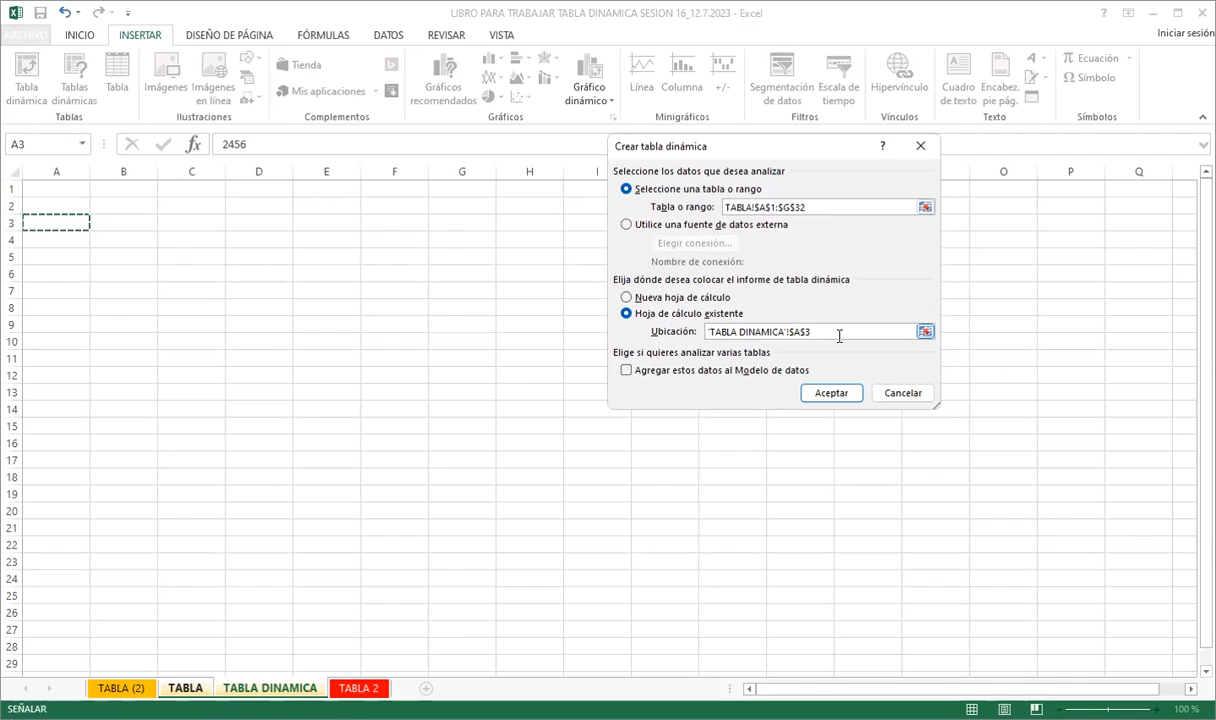 LIBRO PARA TRABAJAR TABLA DINAMICA SESION 16_12.7.2023 - Excel
ARCHIVO INICIO INSERTAR DISEÑO DE PÁGINA FÓRMULAS DATOS REVISAR VISTA Iniciar sesión
Tabla dinámica
Tablas dinámicas
Tabla
Tablas
Imágenes
Imágenes en línea
Ilustraciones
Tienda
Mis aplicaciones
Complementos
Gráficos recomendados
Gráfico dinámico
Gráficos
Línea
Columna
+/-
Minigráficos
Segmentación de datos
Escala de tiempo
Filtros
Hipervínculo
Vínculos
Cuadro de texto
Encabez. pie pág.
Texto
Ecuación
Símbolo
Símbolos
A3 fx 2456
A B C D E F G H I O P Q
1
2
3
4
5
6
7
8
9
10
11
12
13
14
15
16
17
18
19
20
21
22
23
24
25
26
27
28
29
Crear tabla dinámica ?
Seleccione los datos que desea analizar
Seleccione una tabla o rango
Tabla o rango: TABLA!$A$1:$G$32
Utilice una fuente de datos externa
Elegir conexión...
Nombre de conexión:
Elija dónde desea colocar el informe de tabla dinámica
Nueva hoja de cálculo
Hoja de cálculo existente
Ubicación: 'TABLA DINAMICA'!$A$3
Elige si quieres analizar varias tablas
Agregar estos datos al Modelo de datos
Aceptar Cancelar
TABLA (2) TABLA TABLA DINAMICA TABLA 2
SEÑALAR 100 %